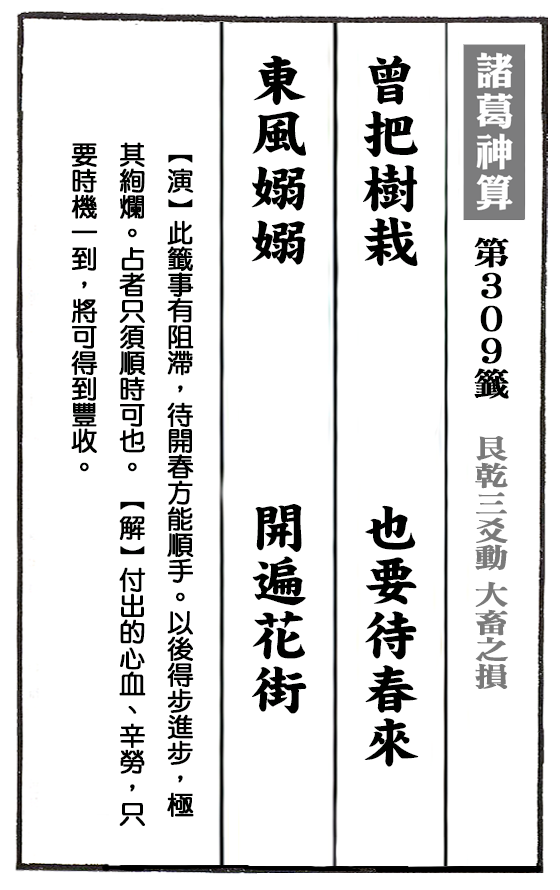 諸葛神算 第309籤 艮乾三爻動 大畜之損
曾把樹栽 也要待春來
東風嫋嫋 開遍花街
【演】此籤事有阻滯，待開春方能順手。以後得步進步，極
其絢爛。占者只須順時可也。【解】付出的心血、辛勞，只
要時機一到，將可得到豐收。